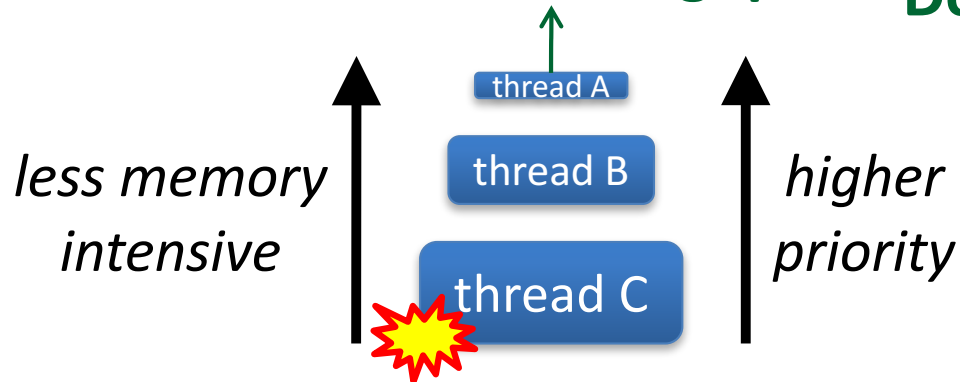 thread A
thread B
thread C
less memory
intensive
higher
priority